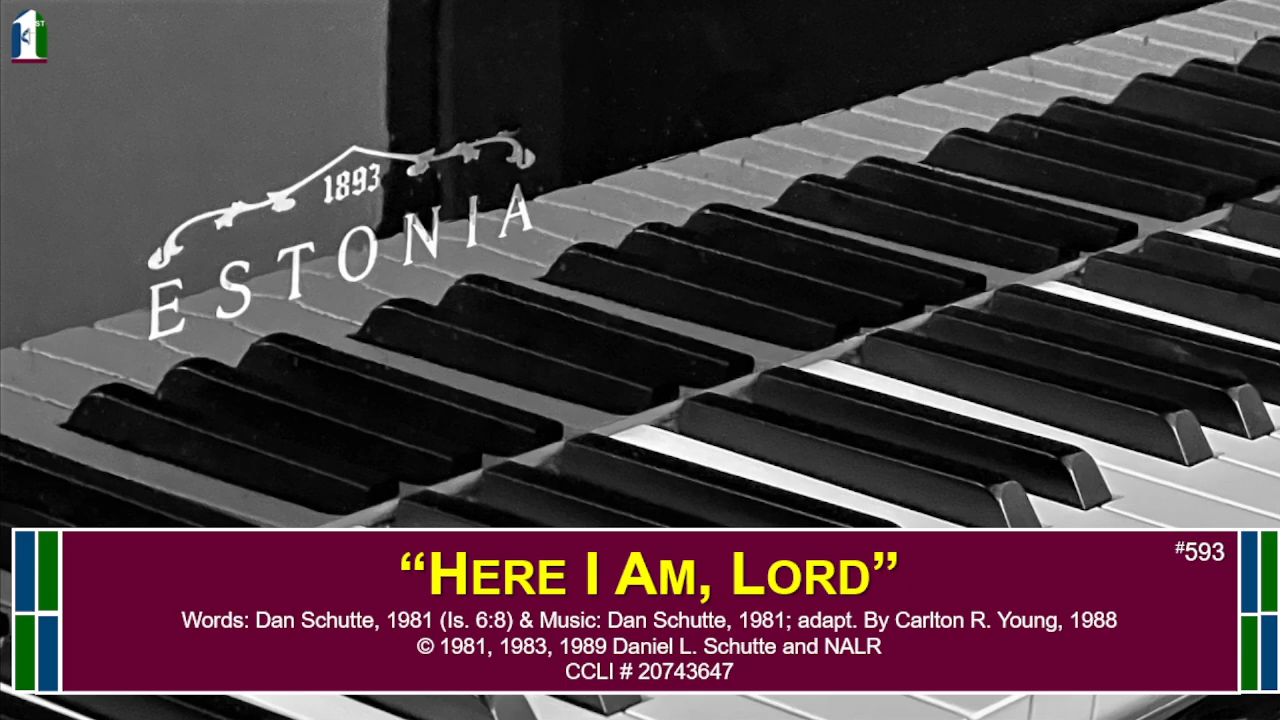 1ST
1893
ESTONIA
#593
“HERE I AM, LORD”
Words: Dan Schutte, 1981 (Is. 6:8) & Music: Dan Schutte, 1981; adapt. By Carlton R. Young, 1988
© 1981, 1983, 1989 Daniel L. Schutte and NALR
CCLI # 20743647